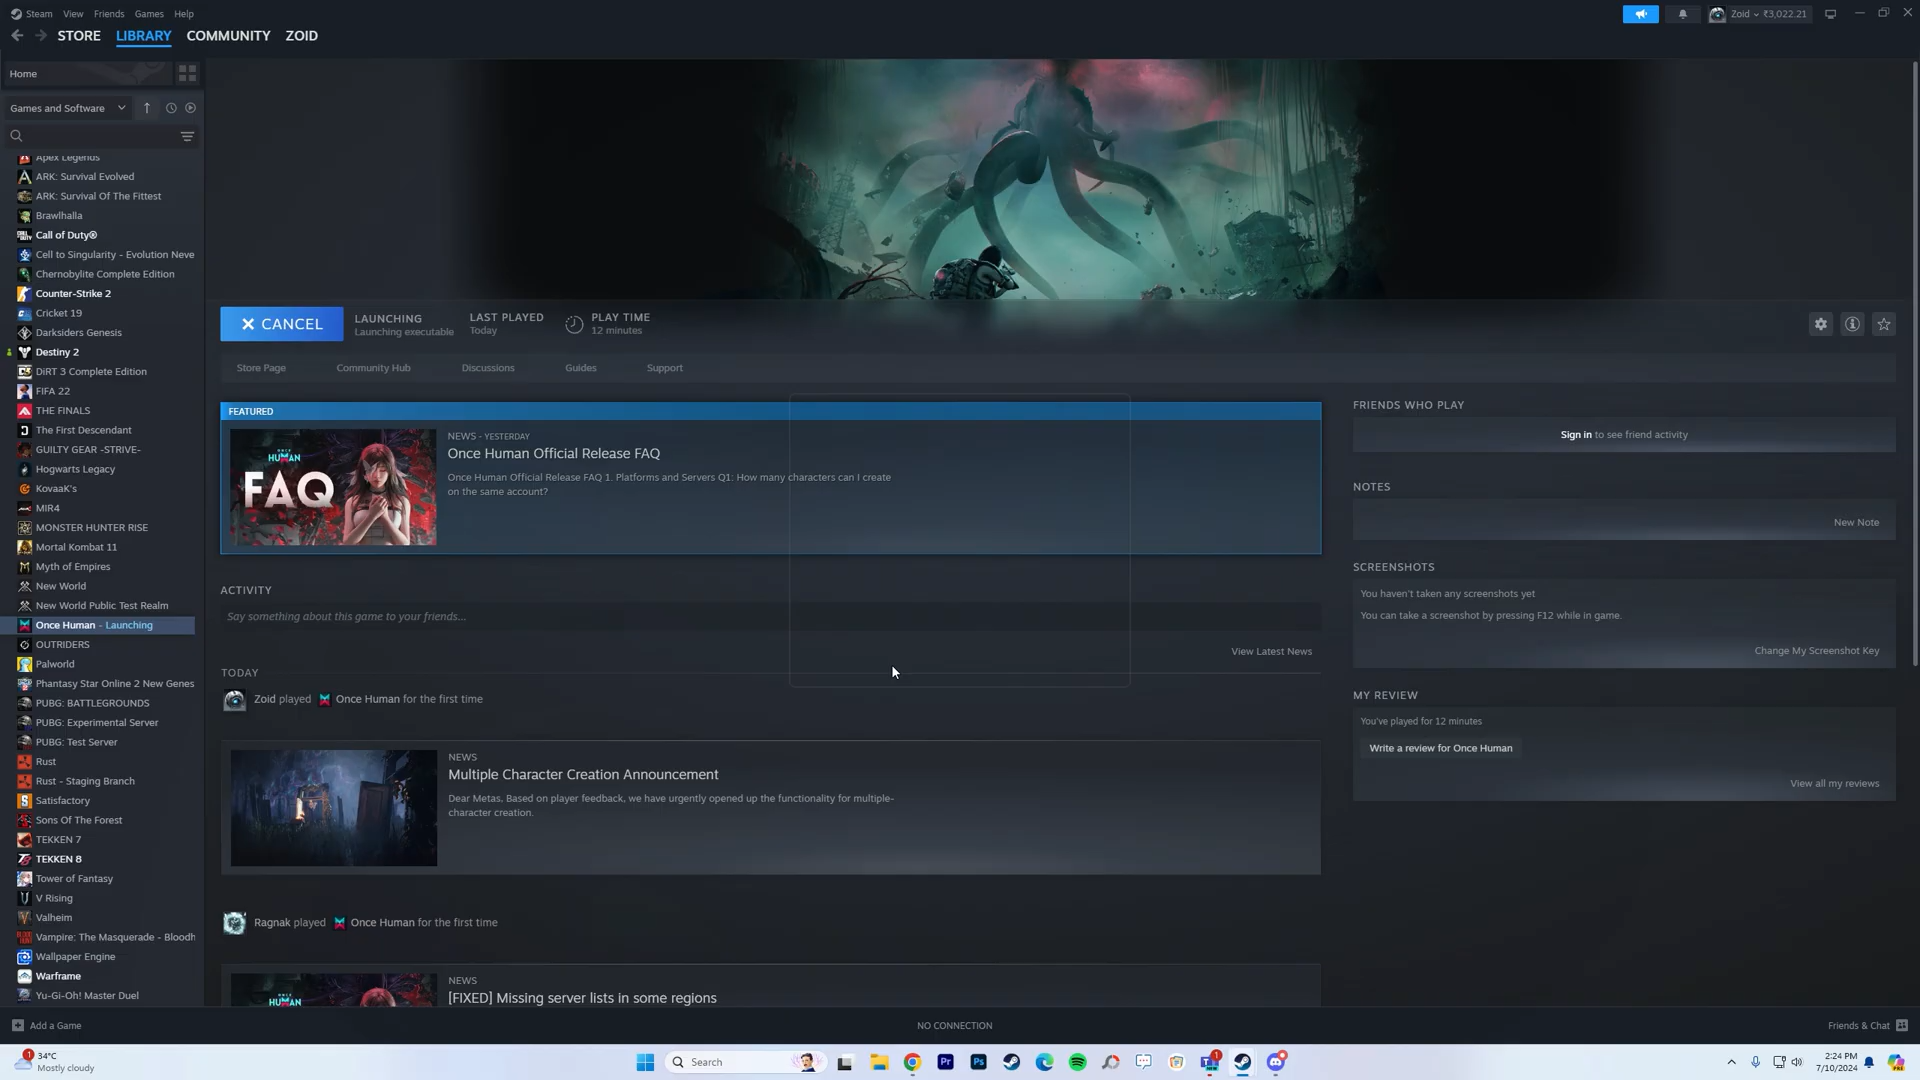 Steam View Friends Games Help
Zoid ₹3,022.21
STORE LIBRARY COMMUNITY ZOID
Home
Games and Software
Apex Legends
ARK: Survival Evolved
ARK: Survival Of The Fittest
Brawlhalla
Call of Duty®
Cell to Singularity - Evolution Neve
Chernobylite Complete Edition
Counter-Strike 2
Cricket 19
Darksiders Genesis
Destiny 2
DiRT 3 Complete Edition
FIFA 22
THE FINALS
The First Descendant
GUILTY GEAR -STRIVE-
Hogwarts Legacy
KovaaK's
MIR4
MONSTER HUNTER RISE
Mortal Kombat 11
Myth of Empires
New World
New World Public Test Realm
Once Human - Launching
OUTRIDERS
Palworld
Phantasy Star Online 2 New Genes
PUBG: BATTLEGROUNDS
PUBG: Experimental Server
PUBG: Test Server
Rust
Rust - Staging Branch
Satisfactory
Sons Of The Forest
TEKKEN 7
TEKKEN 8
Tower of Fantasy
V Rising
Valheim
Vampire: The Masquerade - Bloodh
Wallpaper Engine
Warframe
Yu-Gi-Oh! Master Duel
CANCEL
LAUNCHING
Launching executable
LAST PLAYED
Today
PLAY TIME
12 minutes
Store Page Community Hub Discussions Guides Support
FEATURED
ONCE HUMAN
FAQ
NEWS - YESTERDAY
Once Human Official Release FAQ
Once Human Official Release FAQ 1. Platforms and Servers Q1: How many characters can I create
on the same account?
ACTIVITY
Say something about this game to your friends...
View Latest News
TODAY
Zoid played Once Human for the first time
NEWS
Multiple Character Creation Announcement
Dear Metas, Based on player feedback, we have urgently opened up the functionality for multiple-
character creation.
Ragnak played Once Human for the first time
ONCE HUMAN
NEWS
[FIXED] Missing server lists in some regions
FRIENDS WHO PLAY
Sign in to see friend activity
NOTES
New Note
SCREENSHOTS
You haven't taken any screenshots yet
You can take a screenshot by pressing F12 while in game.
Change My Screenshot Key
MY REVIEW
You've played for 12 minutes
Write a review for Once Human
View all my reviews
Add a Game
NO CONNECTION
Friends & Chat
1
34°C
Mostly cloudy
Search
Pr
Ps
1
NEW
2:24 PM
7/10/2024
PRE